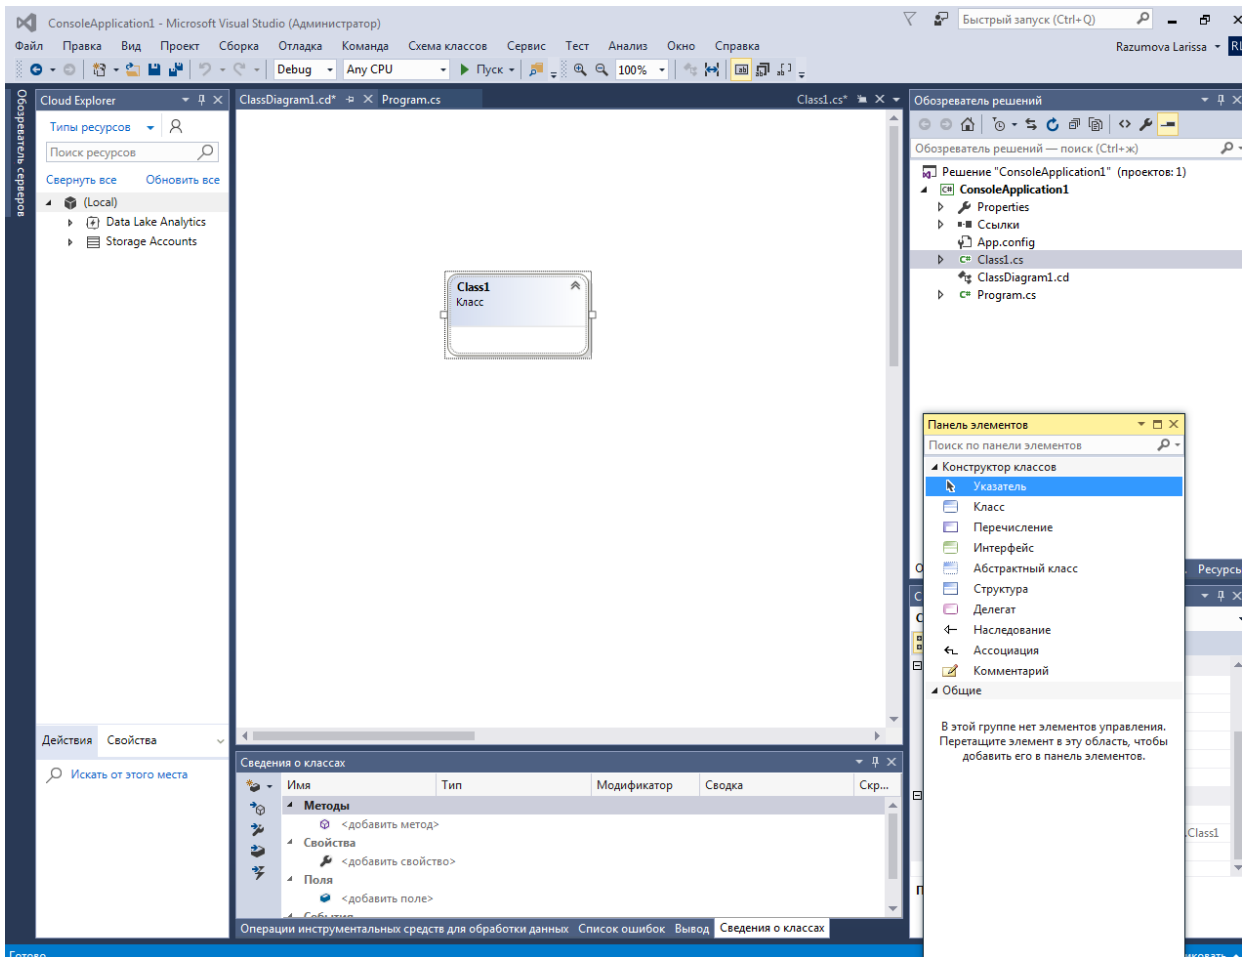 ConsoleApplication1 - Microsoft Visual Studio (Администратор)
Быстрый запуск (Ctrl+Q)
Файл Правка Вид Проект Сборка Отладка Команда Схема классов Сервис Тест Анализ Окно Справка
Razumova Larissa
Debug Any CPU Пуск 100%
Обозреватель серверов
Cloud Explorer
Типы ресурсов
Поиск ресурсов
Свернуть все Обновить все
(Local)
Data Lake Analytics
Storage Accounts
Действия Свойства
Искать от этого места
ClassDiagram1.cd* Program.cs Class1.cs*
Class1
Класс
Сведения о классах
Имя Тип Модификатор Сводка Скр...
Методы
<добавить метод>
Свойства
<добавить свойство>
Поля
<добавить поле>
События
Операции инструментальных средств для обработки данных Список ошибок Вывод Сведения о классах
Обозреватель решений
Обозреватель решений — поиск (Ctrl+ж)
Решение "ConsoleApplication1" (проектов: 1)
ConsoleApplication1
Properties
Ссылки
App.config
Class1.cs
ClassDiagram1.cd
Program.cs
Панель элементов
Поиск по панели элементов
Конструктор классов
Указатель
Класс
Перечисление
Интерфейс
Абстрактный класс
Структура
Делегат
Наследование
Ассоциация
Комментарий
Общие
В этой группе нет элементов управления.
Перетащите элемент в эту область, чтобы
добавить его в панель элементов.
.Class1
Готово